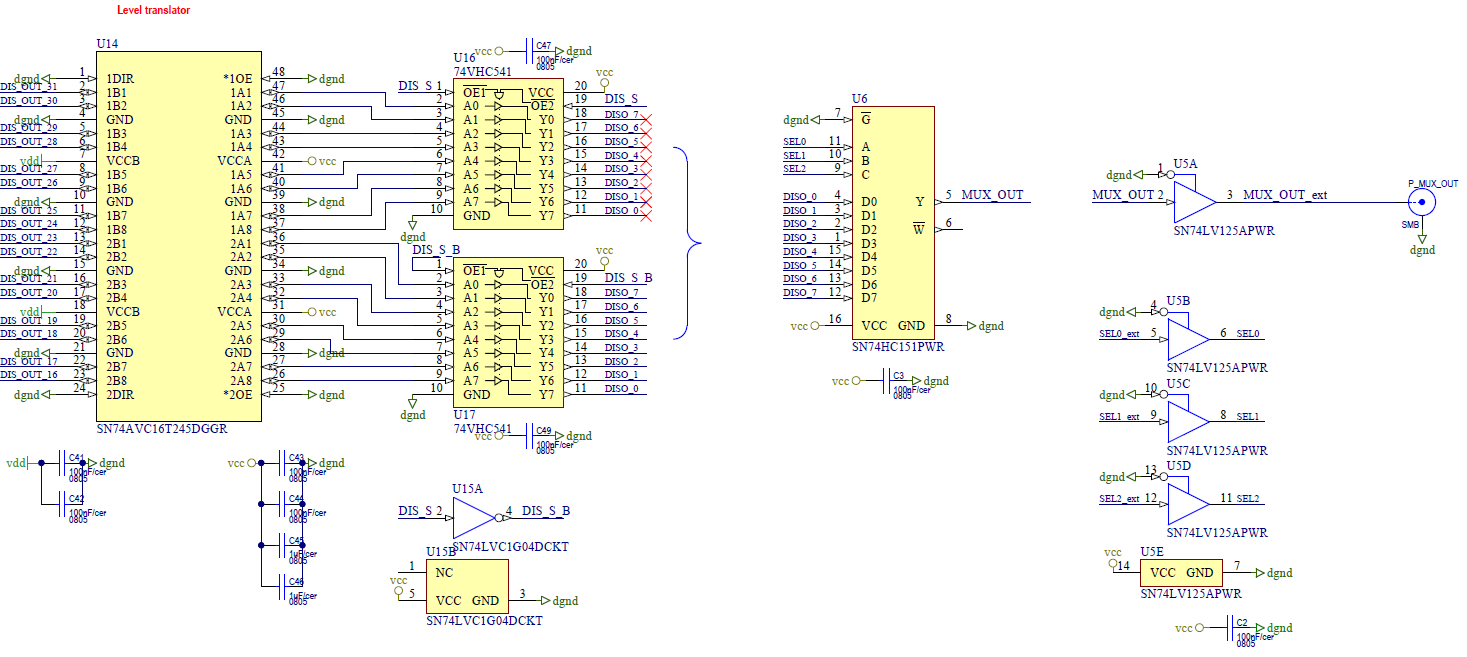 Level translator
U14
dgnd 1 1DIR *1OE 48 dgnd
DIS_OUT_31 2 1B1 1A1 47
DIS_OUT_30 3 1B2 1A2 46
dgnd 4 GND GND 45 dgnd
DIS_OUT_29 5 1B3 1A3 44
DIS_OUT_28 6 1B4 1A4 43
vdd 7 VCCB VCCA 42 vcc
DIS_OUT_27 8 1B5 1A5 41
DIS_OUT_26 9 1B6 1A6 40
dgnd 10 GND GND 39 dgnd
DIS_OUT_25 11 1B7 1A7 38
DIS_OUT_24 12 1B8 1A8 37
DIS_OUT_23 13 2B1 2A1 36
DIS_OUT_22 14 2B2 2A2 35
dgnd 15 GND GND 34 dgnd
DIS_OUT_21 16 2B3 2A3 33
DIS_OUT_20 17 2B4 2A4 32
vdd 18 VCCB VCCA 31 vcc
DIS_OUT_19 19 2B5 2A5 30
DIS_OUT_18 20 2B6 2A6 29
dgnd 21 GND GND 28 dgnd
DIS_OUT_17 22 2B7 2A7 27
DIS_OUT_16 23 2B8 2A8 26
dgnd 24 2DIR *2OE 25 dgnd
SN74AVC16T245DGGR
vdd C41 dgnd
100nF/cer
0805
C42
100nF/cer
0805
vcc C43 dgnd
100nF/cer
0805
C44
100nF/cer
0805
C45
1uF/cer
0805
C46
1uF/cer
0805
vcc C47 dgnd
100nF/cer
0805
U16
74VHC541
vcc
DIS_S 1 OE1 VCC 20
2 A0 OE2 19 DIS_S
3 A1 Y0 18 DISO_7
4 A2 Y1 17 DISO_6
5 A3 Y2 16 DISO_5
6 A4 Y3 15 DISO_4
7 A5 Y4 14 DISO_3
8 A6 Y5 13 DISO_2
9 A7 Y6 12 DISO_1
10 GND Y7 11 DISO_0
dgnd
DIS_S_B
vcc
1 OE1 VCC 20
2 A0 OE2 19 DIS_S_B
3 A1 Y0 18 DISO_7
4 A2 Y1 17 DISO_6
5 A3 Y2 16 DISO_5
6 A4 Y3 15 DISO_4
7 A5 Y4 14 DISO_3
8 A6 Y5 13 DISO_2
9 A7 Y6 12 DISO_1
10 GND Y7 11 DISO_0
dgnd
U17
74VHC541
vcc C49 dgnd
100nF/cer
0805
U15A
DIS_S 2 4 DIS_S_B
SN74LVC1G04DCKT
U15B
1 NC
vcc
5 VCC GND 3 dgnd
SN74LVC1G04DCKT
U6
dgnd 7 G
SEL0 11 A
SEL1 10 B
SEL2 9 C
DISO_0 4 D0 Y 5 MUX_OUT
DISO_1 3 D1
DISO_2 2 D2 W 6
DISO_3 1 D3
DISO_4 15 D4
DISO_5 14 D5
DISO_6 13 D6
DISO_7 12 D7
vcc 16 VCC GND 8 dgnd
SN74HC151PWR
vcc C3 dgnd
100nF/cer
0805
dgnd 1 U5A
MUX_OUT 2 3 MUX_OUT_ext
SN74LV125APWR
P_MUX_OUT
SMB
dgnd
dgnd 4 U5B
SEL0_ext 5 6 SEL0
SN74LV125APWR
dgnd 10 U5C
SEL1_ext 9 8 SEL1
SN74LV125APWR
dgnd 13 U5D
SEL2_ext 12 11 SEL2
SN74LV125APWR
vcc U5E
14 VCC GND 7 dgnd
SN74LV125APWR
vcc C2 dgnd
100nF/cer
0805